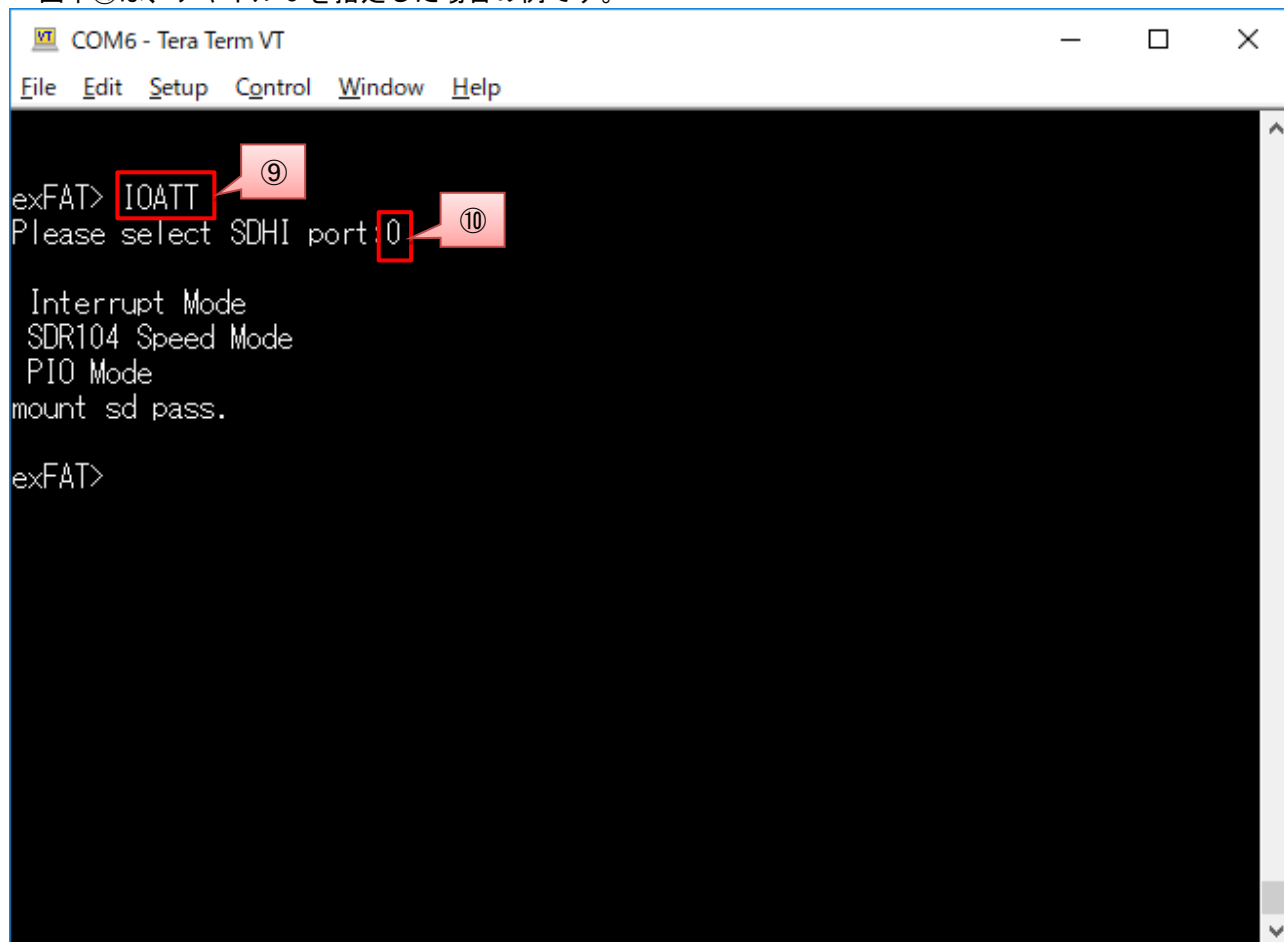 COM6 - Tera Term VT
File Edit Setup Control Window Help
⑨
exFAT> IOATT
Please select SDHI port:0
⑩
Interrupt Mode
SDR104 Speed Mode
PIO Mode
mount sd pass.
exFAT>